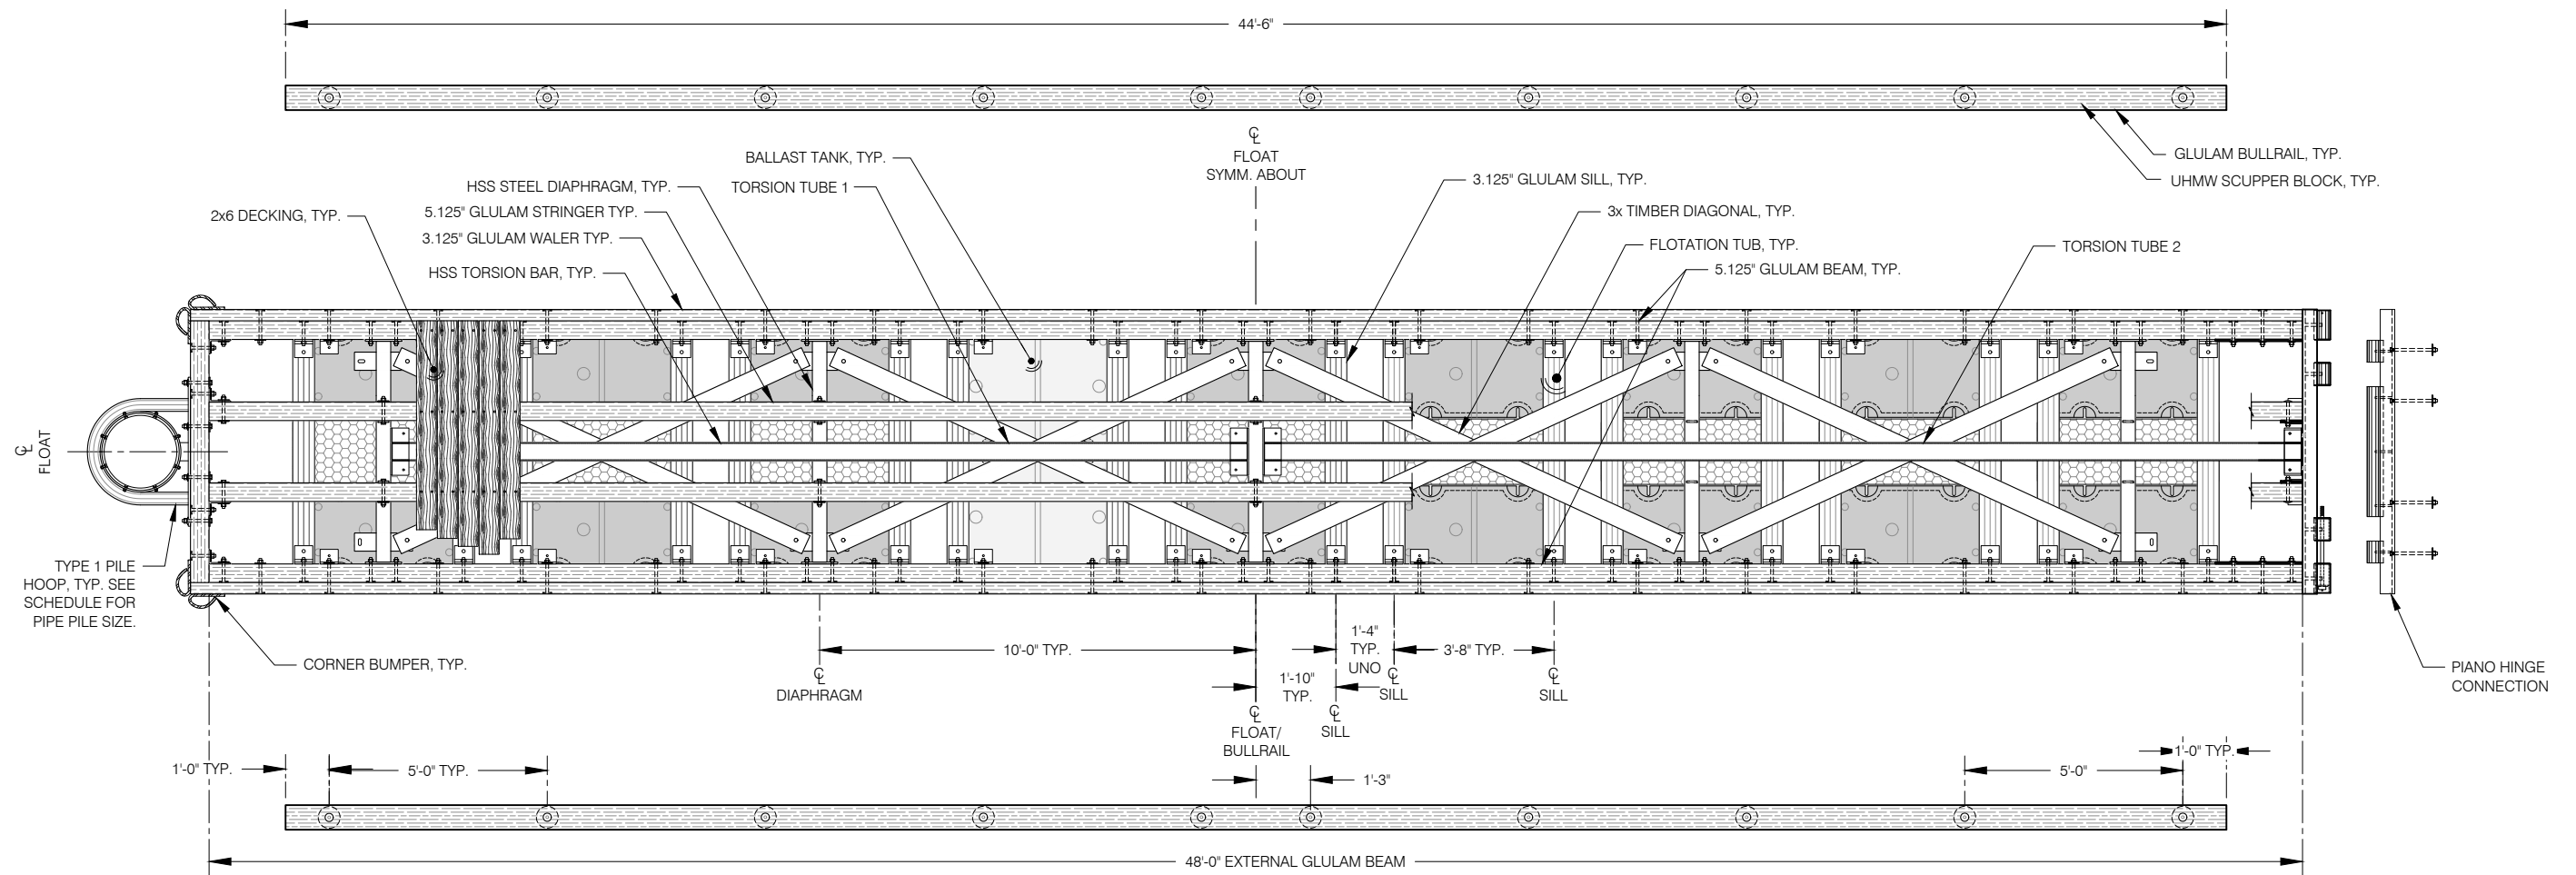 44'-6"
BALLAST TANK, TYP.
℄
FLOAT
SYMM. ABOUT
GLULAM BULLRAIL, TYP.
UHMW SCUPPER BLOCK, TYP.
HSS STEEL DIAPHRAGM, TYP.
TORSION TUBE 1
3.125" GLULAM SILL, TYP.
2x6 DECKING, TYP.
5.125" GLULAM STRINGER TYP.
3x TIMBER DIAGONAL, TYP.
3.125" GLULAM WALER TYP.
FLOTATION TUB, TYP.
TORSION TUBE 2
HSS TORSION BAR, TYP.
5.125" GLULAM BEAM, TYP.
℄
FLOAT
TYPE 1 PILE
HOOP, TYP. SEE
SCHEDULE FOR
PIPE PILE SIZE.
CORNER BUMPER, TYP.
10'-0" TYP.
℄
DIAPHRAGM
1'-10"
TYP.
1'-4"
TYP.
UNO
3'-8" TYP.
℄
SILL
℄
SILL
℄
SILL
℄
FLOAT/
BULLRAIL
PIANO HINGE
CONNECTION
1'-0" TYP.
5'-0" TYP.
1'-3"
5'-0"
1'-0" TYP.
48'-0" EXTERNAL GLULAM BEAM